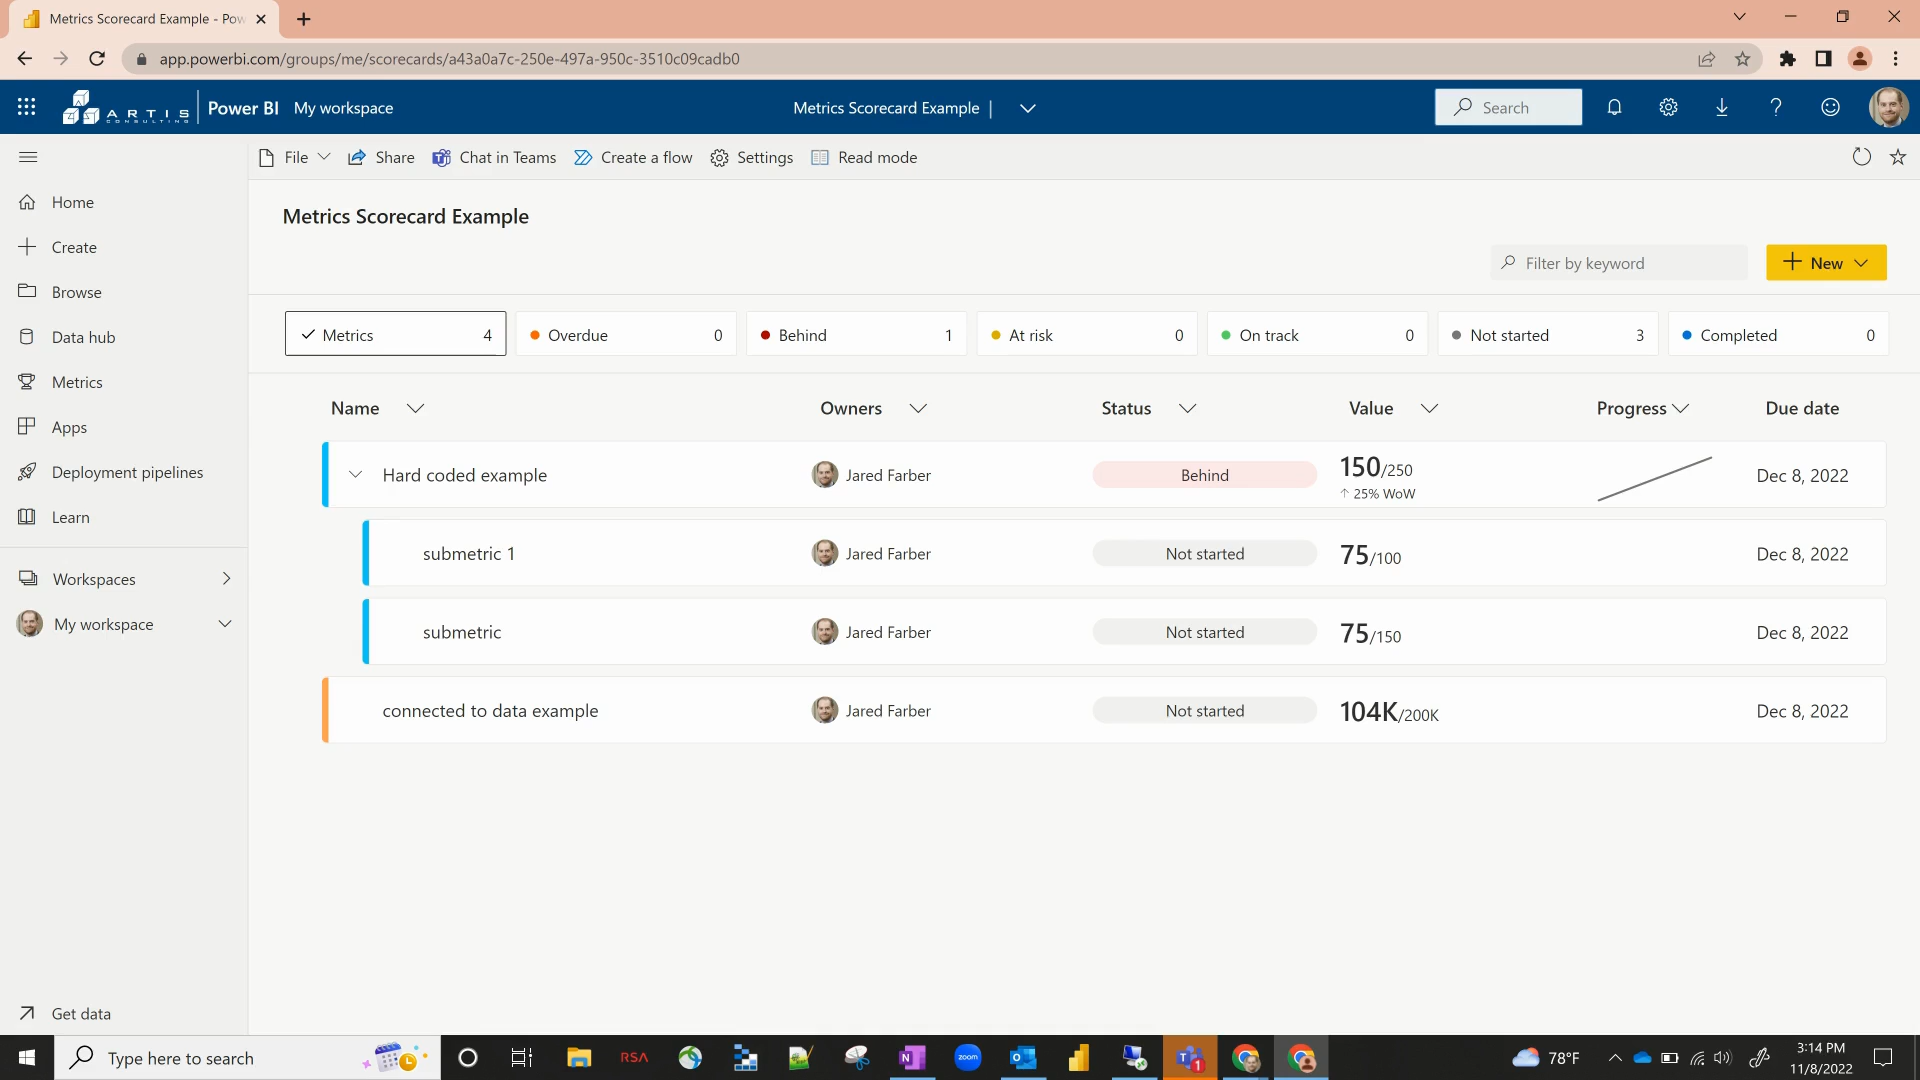 Metrics Scorecard Example - Pow
app.powerbi.com/groups/me/scorecards/a43a0a7c-250e-497a-950c-3510c09cadb0
ARTIS
CONSULTING
Power BI My workspace
Metrics Scorecard Example |
Search
File
Share
Chat in Teams
Create a flow
Settings
Read mode
Home
Create
Browse
Data hub
Metrics
Apps
Deployment pipelines
Learn
Workspaces
My workspace
Get data
Metrics Scorecard Example
Filter by keyword
New
Metrics 4
Overdue 0
Behind 1
At risk 0
On track 0
Not started 3
Completed 0
Name Owners Status Value Progress Due date
Hard coded example Jared Farber Behind 150/250 Dec 8, 2022
↑ 25% WoW
submetric 1 Jared Farber Not started 75/100 Dec 8, 2022
submetric Jared Farber Not started 75/150 Dec 8, 2022
connected to data example Jared Farber Not started 104K/200K Dec 8, 2022
Type here to search
RSA
N
zoom
1
78°F
3:14 PM
11/8/2022